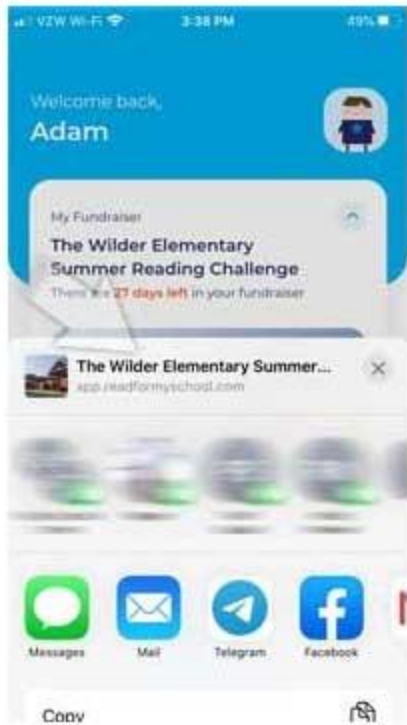 VZW Wi-Fi 3:38 PM 49%
Welcome back,
Adam
My Fundraiser
The Wilder Elementary
Summer Reading Challenge
There are 27 days left in your fundraiser
The Wilder Elementary Summer...
app.readformyschool.com
Messages Mail Telegram Facebook
Copy